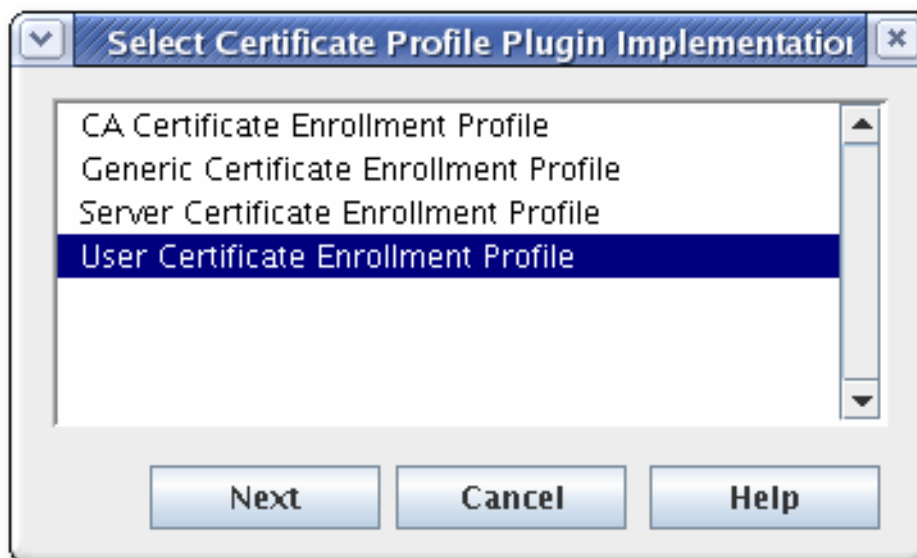 Select Certificate Profile Plugin Implementation
CA Certificate Enrollment Profile
Generic Certificate Enrollment Profile
Server Certificate Enrollment Profile
User Certificate Enrollment Profile
Next Cancel Help